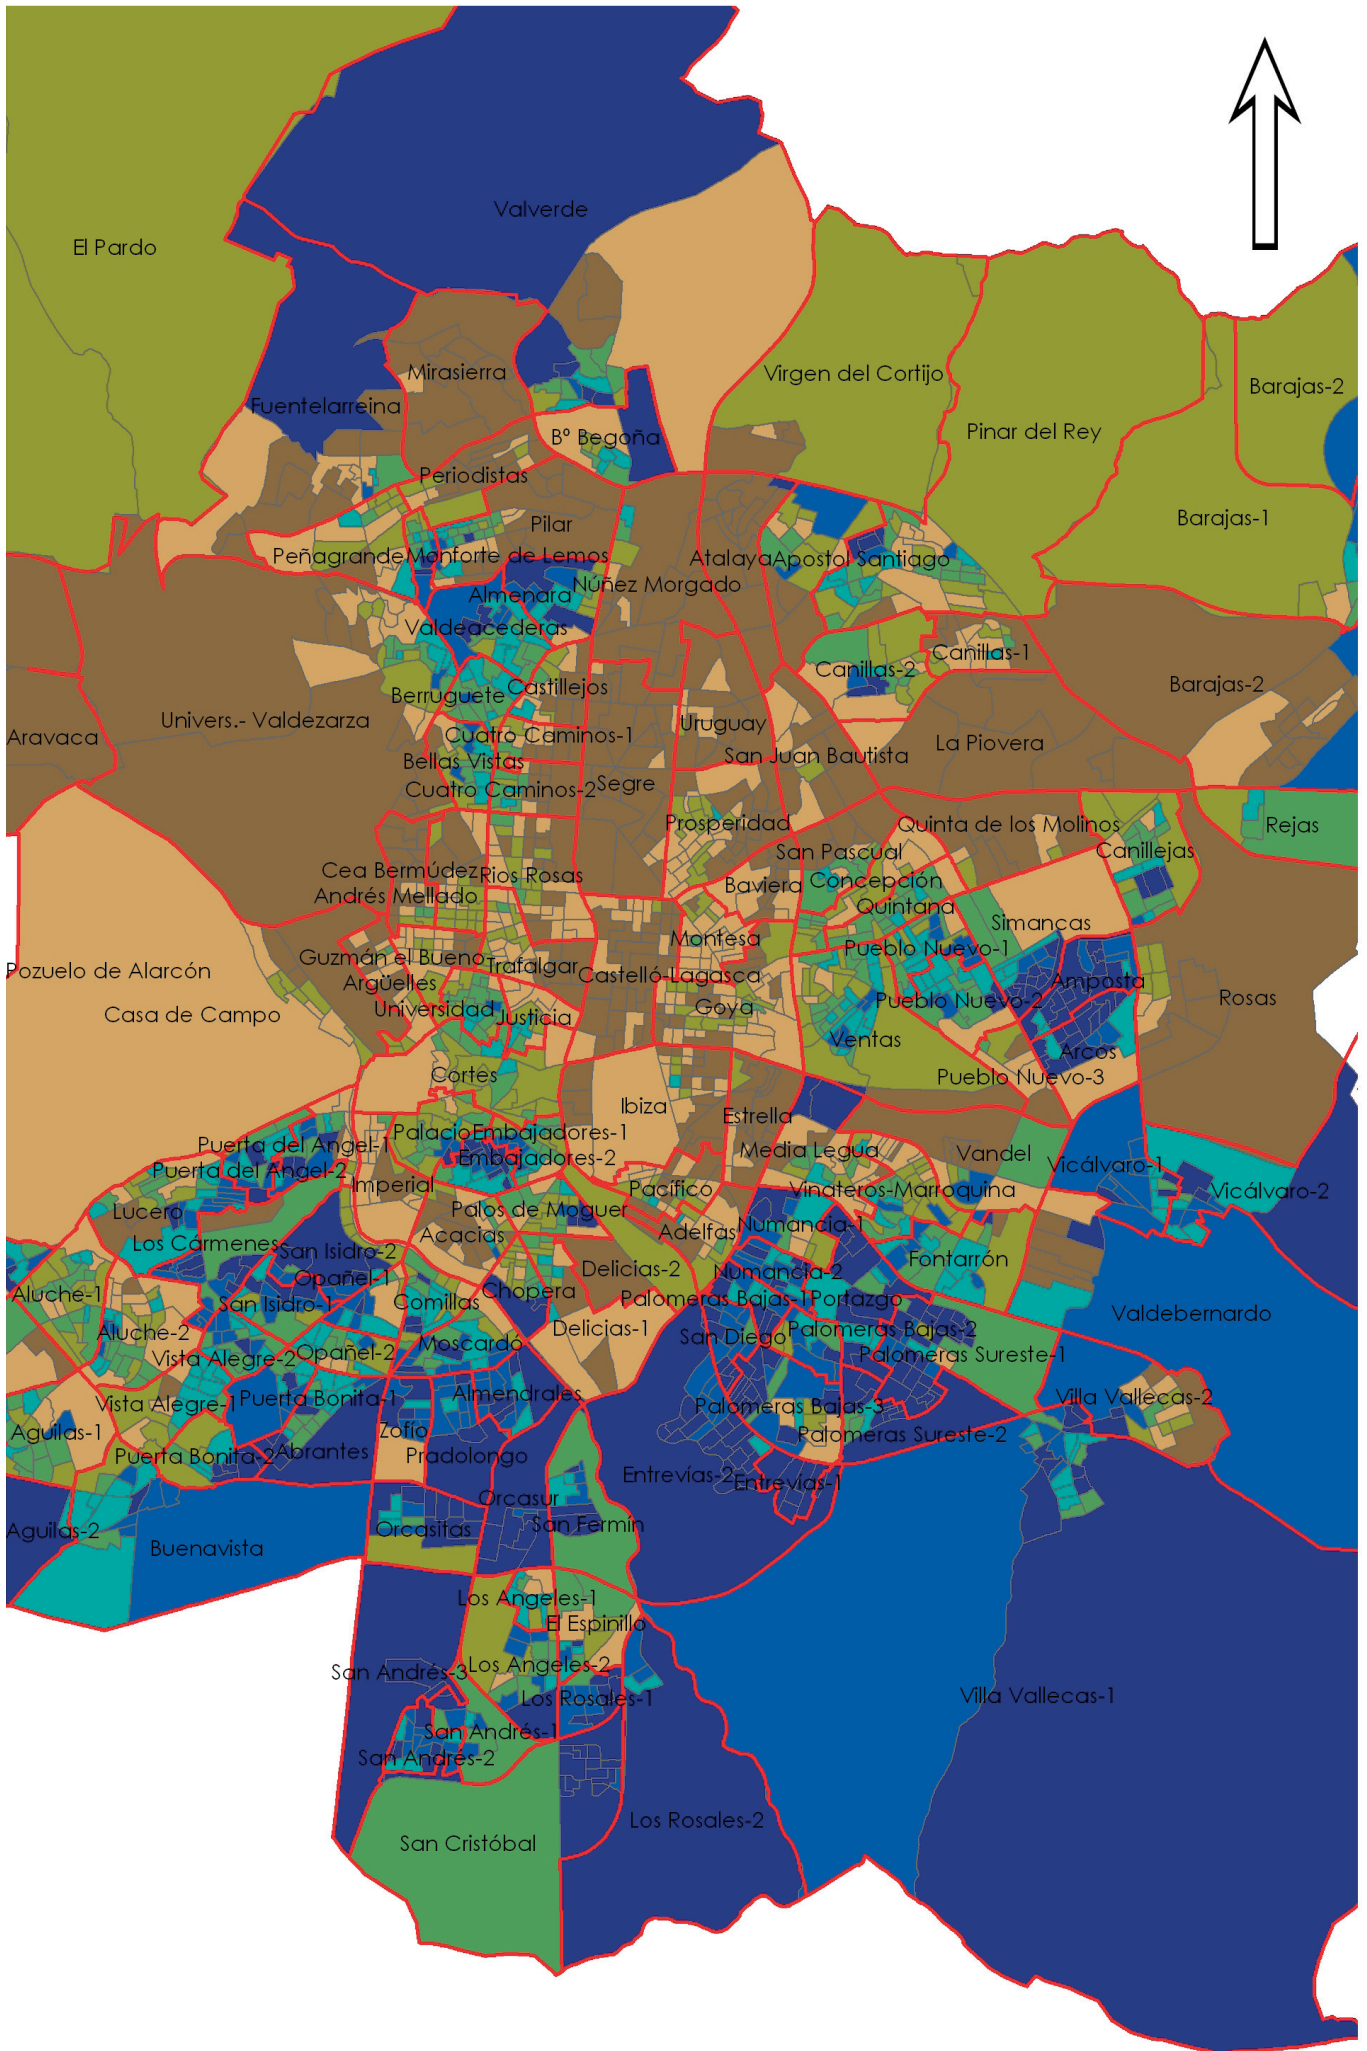 Valverde
El Pardo
Mirasierra
Virgen del Cortijo
Barajas-2
Fuentelarreina
Bº Begoña
Pinar del Rey
Periodistas
Barajas-1
Pilar
Peñagrande
Monforte de Lemos
Atalaya
Apostol Santiago
Núñez Morgado
Almenara
Valdeacederas
Canillas-1
Canillas-2
Barajas-2
Berruguete
Castillejos
Univers.- Valdezarza
Uruguay
Aravaca
Cuatro Caminos-1
La Piovera
San Juan Bautista
Bellas Vistas
Cuatro Caminos-2
Segre
Prosperidad
Quinta de los Molinos
Rejas
San Pascual
Canillejas
Cea Bermúdez
Rios Rosas
Baviera
Concepción
Andrés Mellado
Quintana
Simancas
Montesa
Pueblo Nuevo-1
Guzmán el Bueno
Trafalgar
Pozuelo de Alarcón
Castelló-Lagasca
Argüelles
Amposta
Rosas
Casa de Campo
Universidad
Justicia
Goya
Pueblo Nuevo-2
Ventas
Arcos
Cortes
Pueblo Nuevo-3
Ibiza
Estrella
Palacio
Embajadores-1
Puerta del Angel-1
Embajadores-2
Media Legua
Vandel
Vicálvaro-1
Puerta del Angel-2
Imperial
Pacífico
Vinateros-Marroquina
Vicálvaro-2
Lucero
Palos de Moguer
Acacias
Adelfas
Numancia-1
Los Cármenes
San Isidro-2
Fontarrón
Opañel-1
Delicias-2
Numancia-2
Aluche-1
San Isidro-1
Comillas
Chopera
Palomeras Bajas-1
Portazgo
Valdebernardo
Aluche-2
Moscardó
Delicias-1
San Diego
Palomeras Bajas-2
Vista Alegre-2
Opañel-2
Palomeras Sureste-1
Vista Alegre-1
Puerta Bonita-1
Almendrales
Palomeras Bajas-3
Villa Vallecas-2
Aguilas-1
Zofío
Palomeras Sureste-2
Puerta Bonita-2
Abrantes
Pradolongo
Entrevías-2
Entrevías-1
Orcasur
Aguilas-2
Orcasitas
San Fermín
Buenavista
Los Angeles-1
El Espinillo
San Andrés-3
Los Angeles-2
Los Rosales-1
Villa Vallecas-1
San Andrés-1
San Andrés-2
Los Rosales-2
San Cristóbal